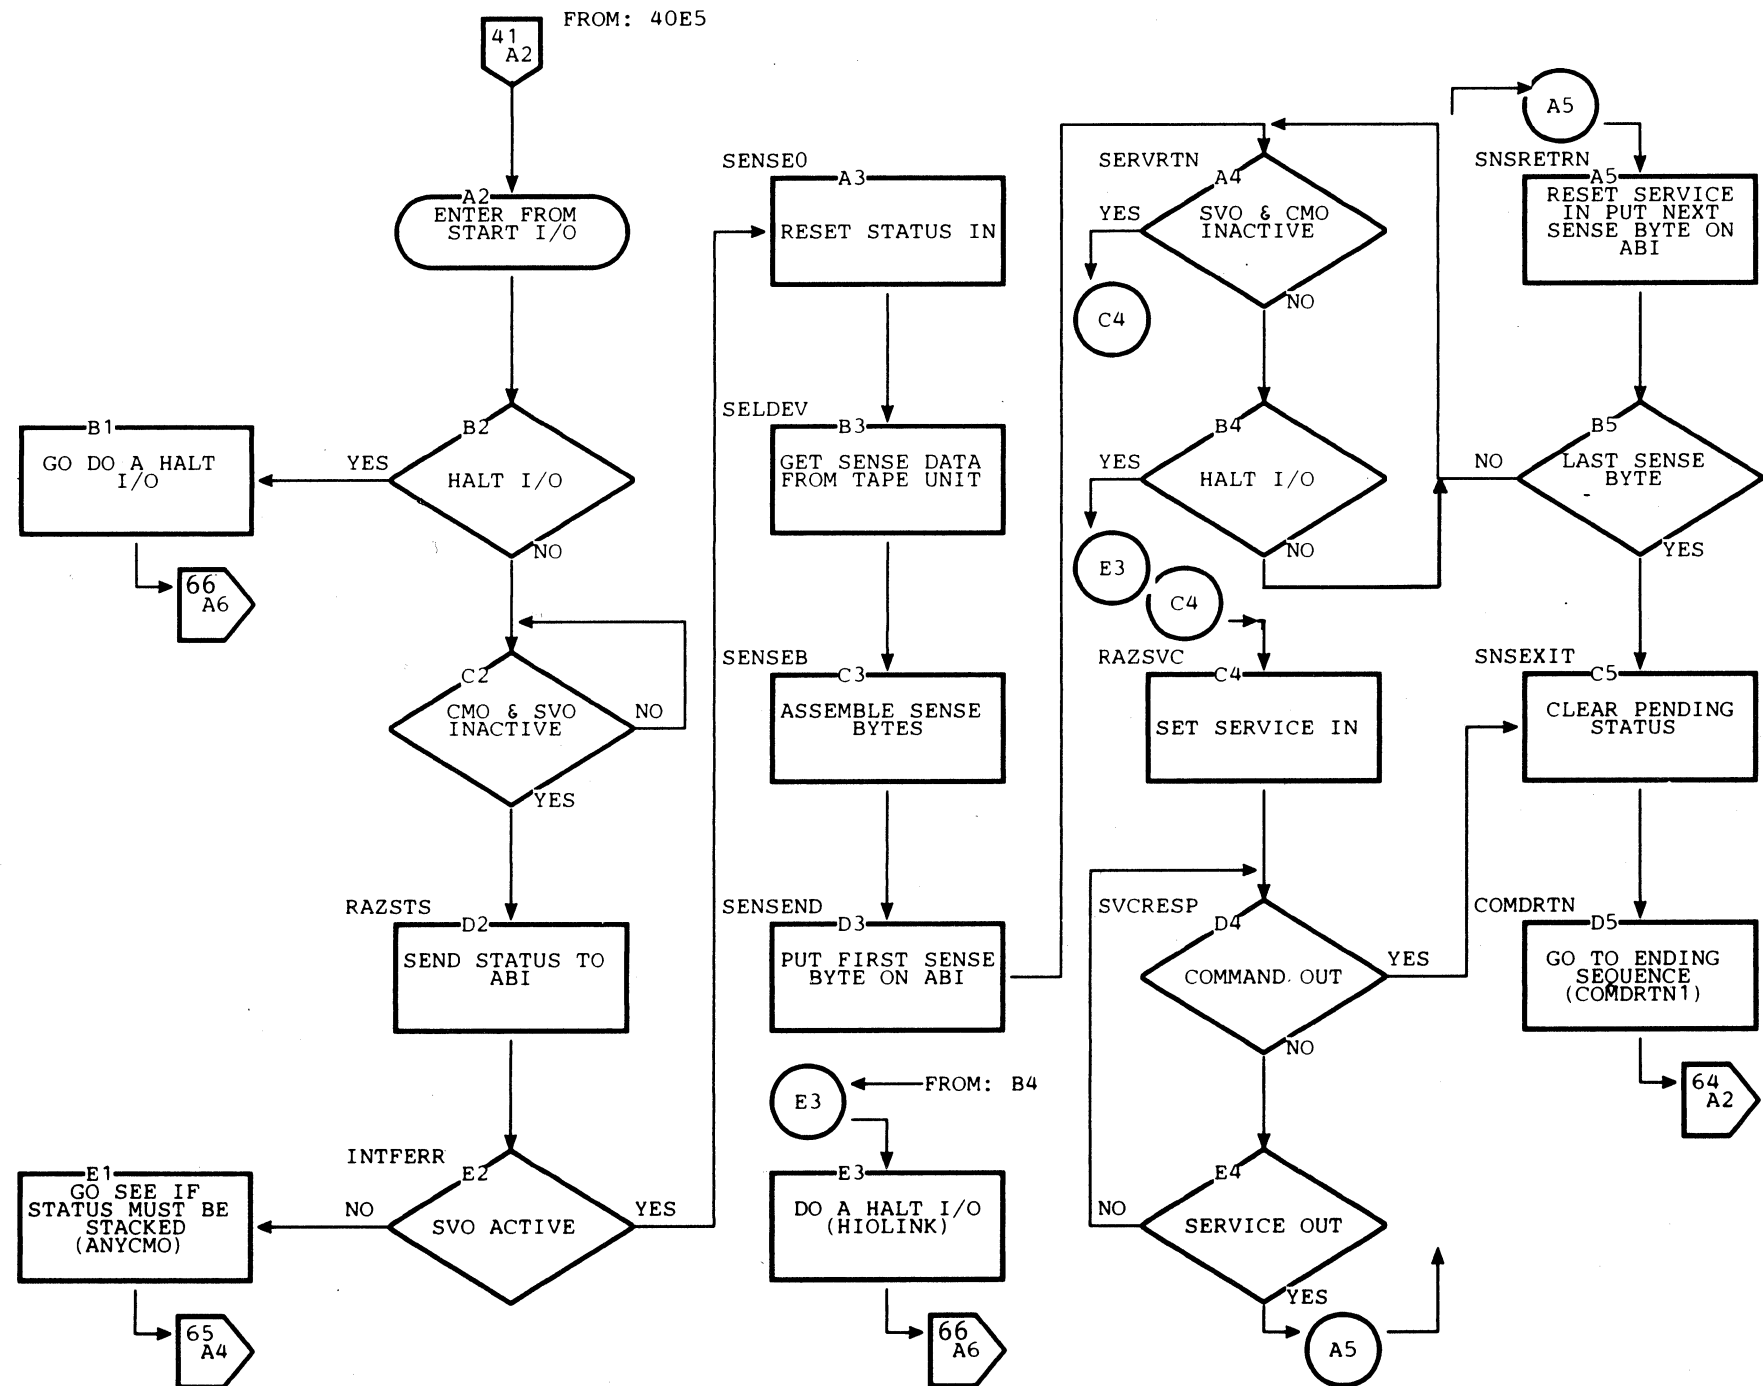 FROM: 40E5
41
A2
A2
ENTER FROM
START I/O
B1
GO DO A HALT
I/O
66
A6
B2
HALT I/O
YES
NO
C2
CMO & SVO
INACTIVE
NO
YES
RAZSTS
D2
SEND STATUS TO
ABI
INTFERR
E2
SVO ACTIVE
NO
YES
E1
GO SEE IF
STATUS MUST BE
STACKED
(ANYCMO)
65
A4
SENSE0
A3
RESET STATUS IN
SELDEV
B3
GET SENSE DATA
FROM TAPE UNIT
SENSEB
C3
ASSEMBLE SENSE
BYTES
SENSEND
D3
PUT FIRST SENSE
BYTE ON ABI
E3
FROM: B4
E3
DO A HALT I/O
(HIOLINK)
66
A6
SERVRTN
A4
SVO & CMO
INACTIVE
YES
NO
C4
B4
HALT I/O
YES
NO
E3
C4
RAZSVC
C4
SET SERVICE IN
SVCRESP
D4
COMMAND OUT
YES
NO
E4
SERVICE OUT
NO
YES
A5
A5
SNSRETRN
A5
RESET SERVICE
IN PUT NEXT
SENSE BYTE ON
ABI
B5
LAST SENSE
BYTE
NO
YES
SNSEXIT
C5
CLEAR PENDING
STATUS
COMDRTN
D5
GO TO ENDING
SEQUENCE
(COMDRTN1)
64
A2